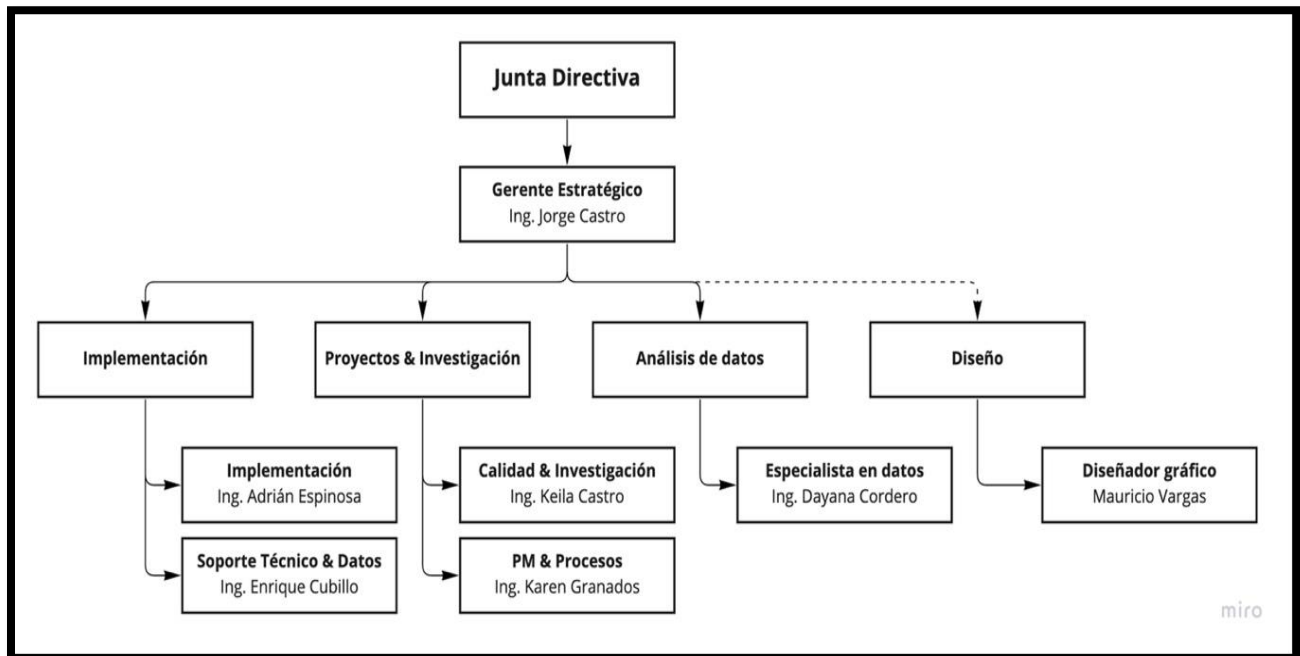 Junta Directiva
Gerente Estratégico
Ing. Jorge Castro
Implementación
Proyectos & Investigación
Análisis de datos
Diseño
Implementación
Ing. Adrián Espinosa
Calidad & Investigación
Ing. Keila Castro
Especialista en datos
Ing. Dayana Cordero
Diseñador gráfico
Mauricio Vargas
Soporte Técnico & Datos
Ing. Enrique Cubillo
PM & Procesos
Ing. Karen Granados
miro